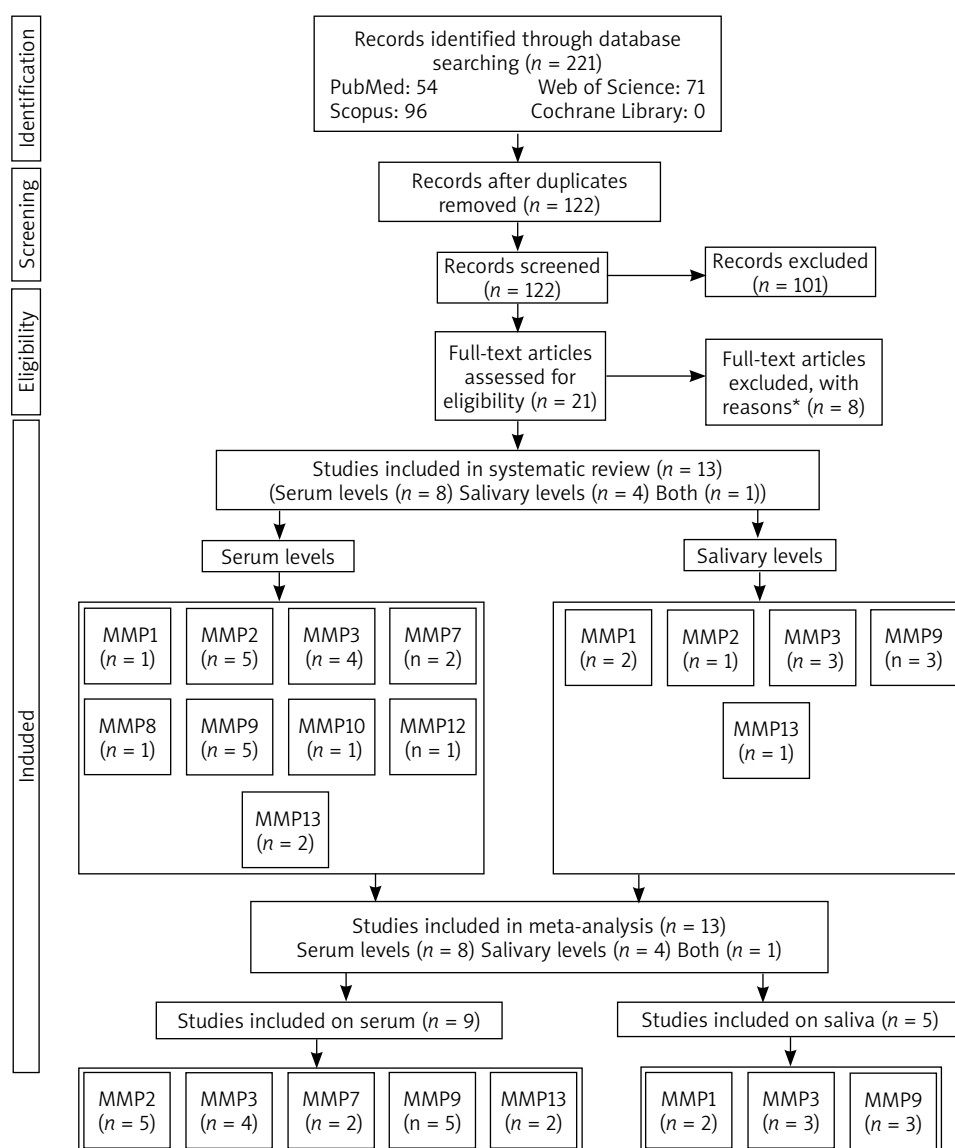 Identification
Records identified through database
searching (n = 221)
PubMed: 54 Web of Science: 71
Scopus: 96 Cochrane Library: 0
Screening
Records after duplicates
removed (n = 122)
Records screened
(n = 122)
Records excluded
(n = 101)
Eligibility
Full-text articles
assessed for
eligibility (n = 21)
Full-text articles
excluded, with
reasons* (n = 8)
Included
Studies included in systematic review (n = 13)
(Serum levels (n = 8) Salivary levels (n = 4) Both (n = 1))
Serum levels
MMP1
(n = 1)
MMP2
(n = 5)
MMP3
(n = 4)
MMP7
(n = 2)
MMP8
(n = 1)
MMP9
(n = 5)
MMP10
(n = 1)
MMP12
(n = 1)
MMP13
(n = 2)
Salivary levels
MMP1
(n = 2)
MMP2
(n = 1)
MMP3
(n = 3)
MMP9
(n = 3)
MMP13
(n = 1)
Studies included in meta-analysis (n = 13)
Serum levels (n = 8) Salivary levels (n = 4) Both (n = 1)
Studies included on serum (n = 9)
MMP2
(n = 5)
MMP3
(n = 4)
MMP7
(n = 2)
MMP9
(n = 5)
MMP13
(n = 2)
Studies included on saliva (n = 5)
MMP1
(n = 2)
MMP3
(n = 3)
MMP9
(n = 3)